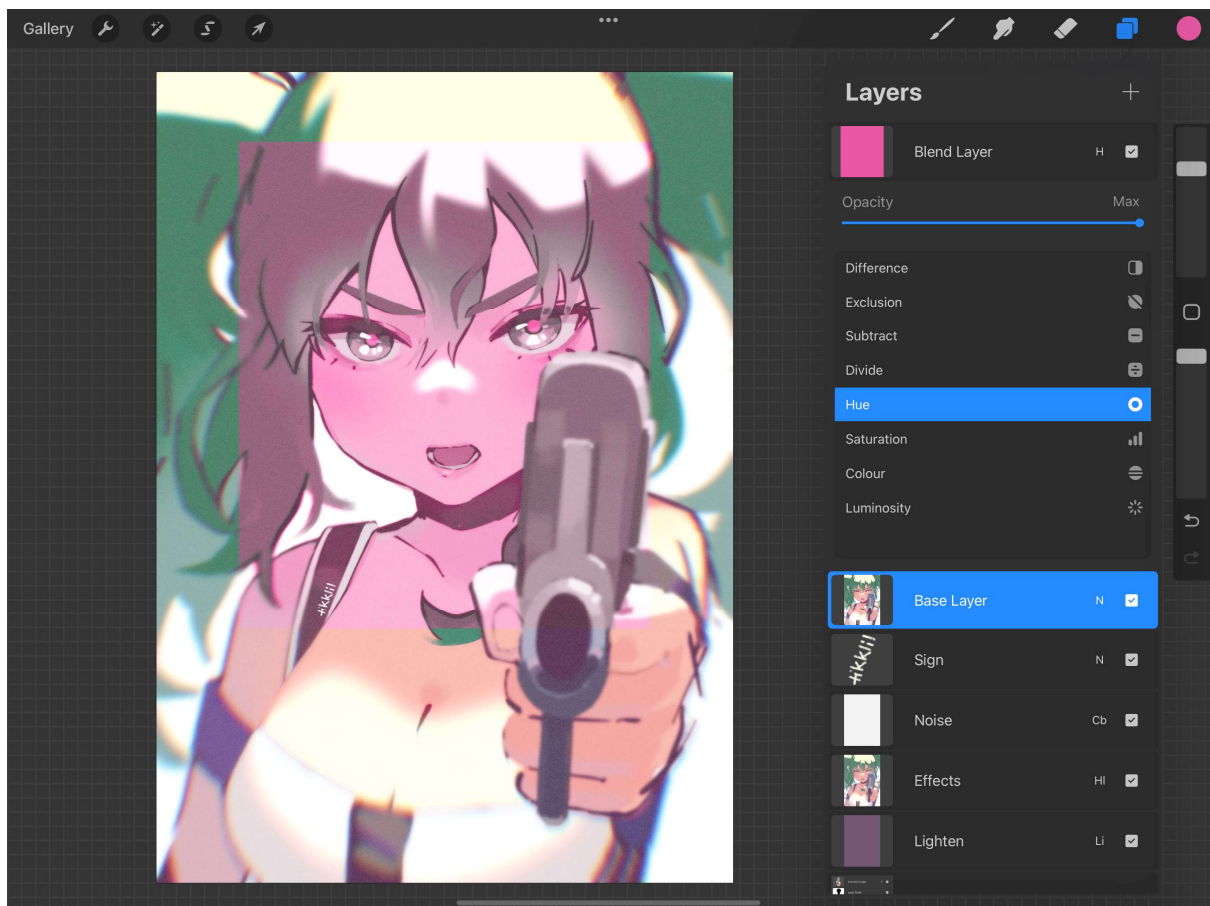 Gallery
Layers
Blend Layer H
Opacity Max
Difference
Exclusion
Subtract
Divide
Hue
Saturation
Colour
Luminosity
Base Layer N
Sign N
Noise Cb
Effects Hl
Lighten Li